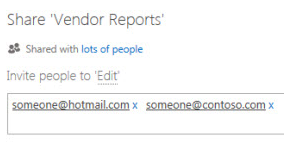 Share 'Vendor Reports'
Shared with lots of people
Invite people to 'Edit'
someone@hotmail.com x someone@contoso.com x